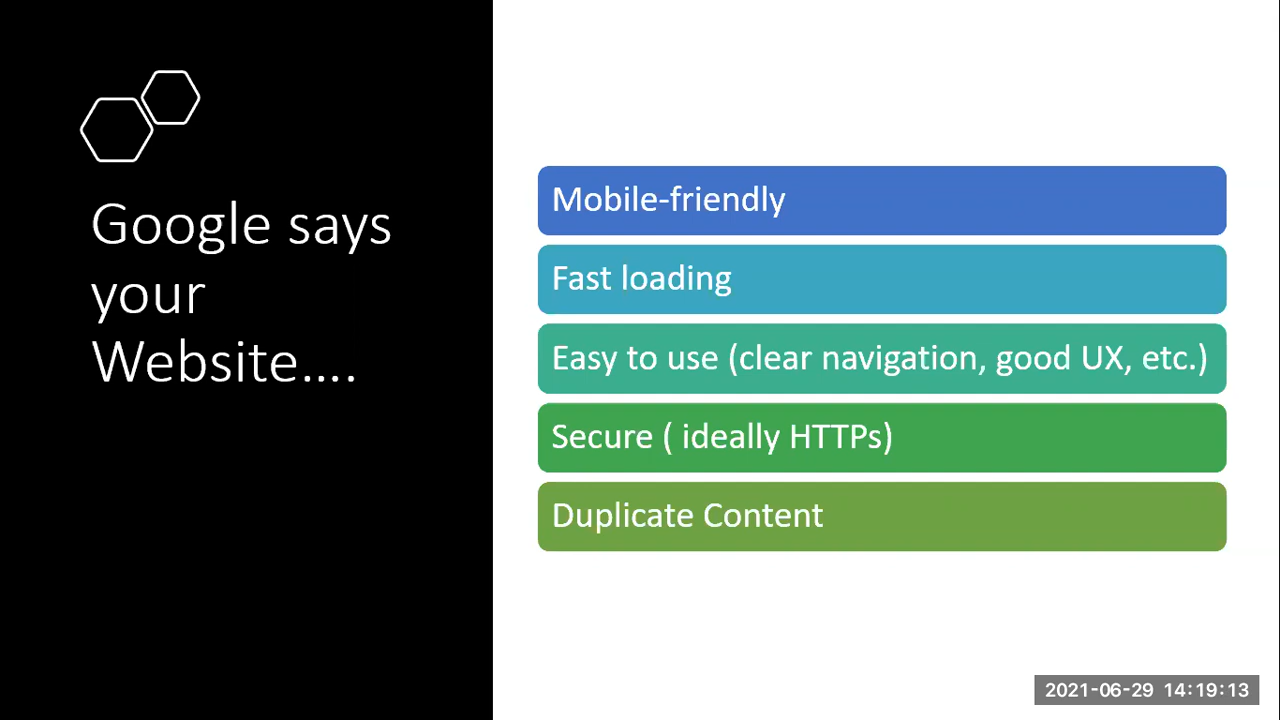 Google says
your
Website....
Mobile-friendly
Fast loading
Easy to use (clear navigation, good UX, etc.)
Secure ( ideally HTTPs)
Duplicate Content
2021-06-29 14:19:13